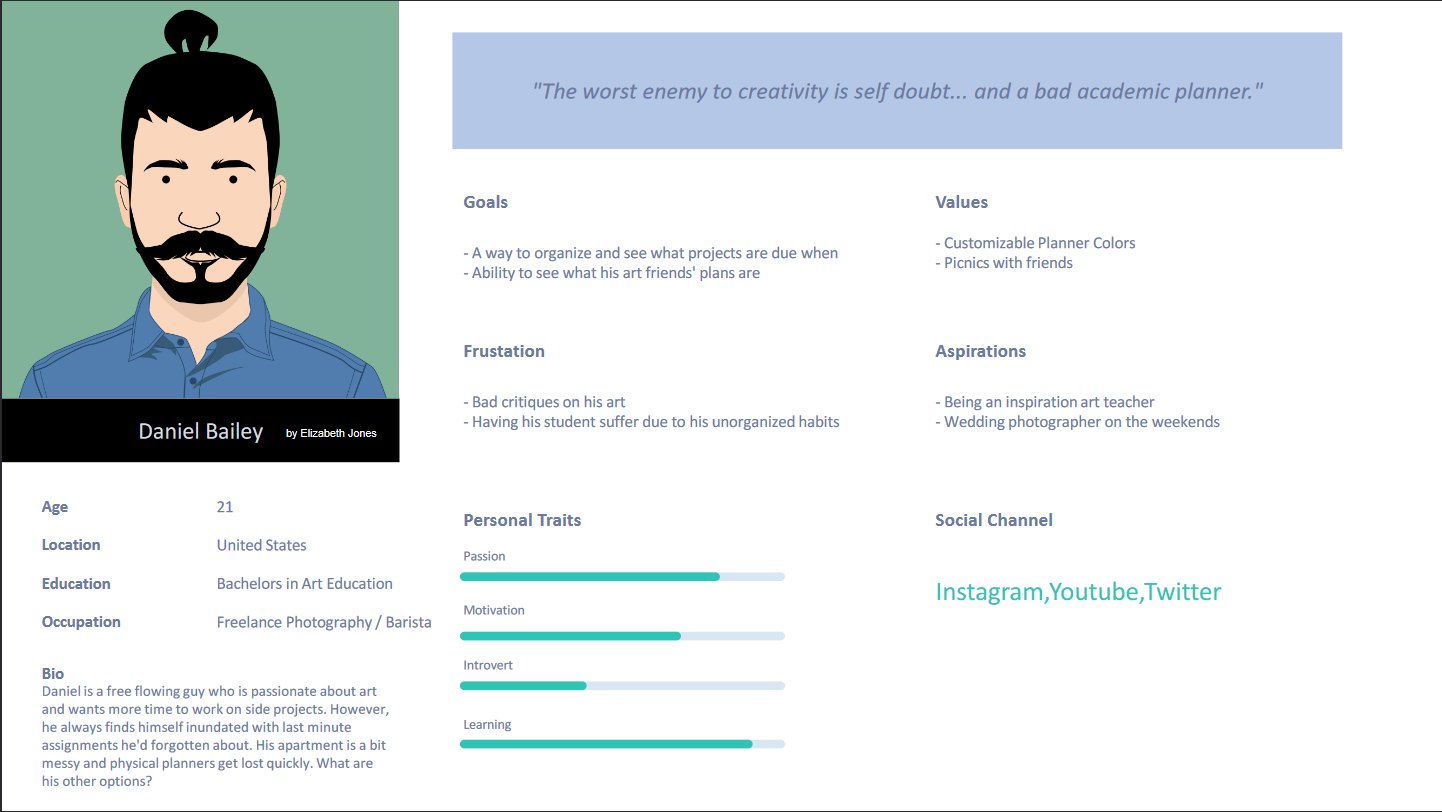 "The worst enemy to creativity is self doubt... and a bad academic planner."
Goals
- A way to organize and see what projects are due when
- Ability to see what his art friends' plans are
Values
- Customizable Planner Colors
- Picnics with friends
Frustation
- Bad critiques on his art
- Having his student suffer due to his unorganized habits
Aspirations
- Being an inspiration art teacher
- Wedding photographer on the weekends
Daniel Bailey by Elizabeth Jones
Age 21
Location United States
Education Bachelors in Art Education
Occupation Freelance Photography / Barista
Bio
Daniel is a free flowing guy who is passionate about art
and wants more time to work on side projects. However,
he always finds himself inundated with last minute
assignments he'd forgotten about. His apartment is a bit
messy and physical planners get lost quickly. What are
his other options?
Personal Traits
Passion
Motivation
Introvert
Learning
Social Channel
Instagram,Youtube,Twitter